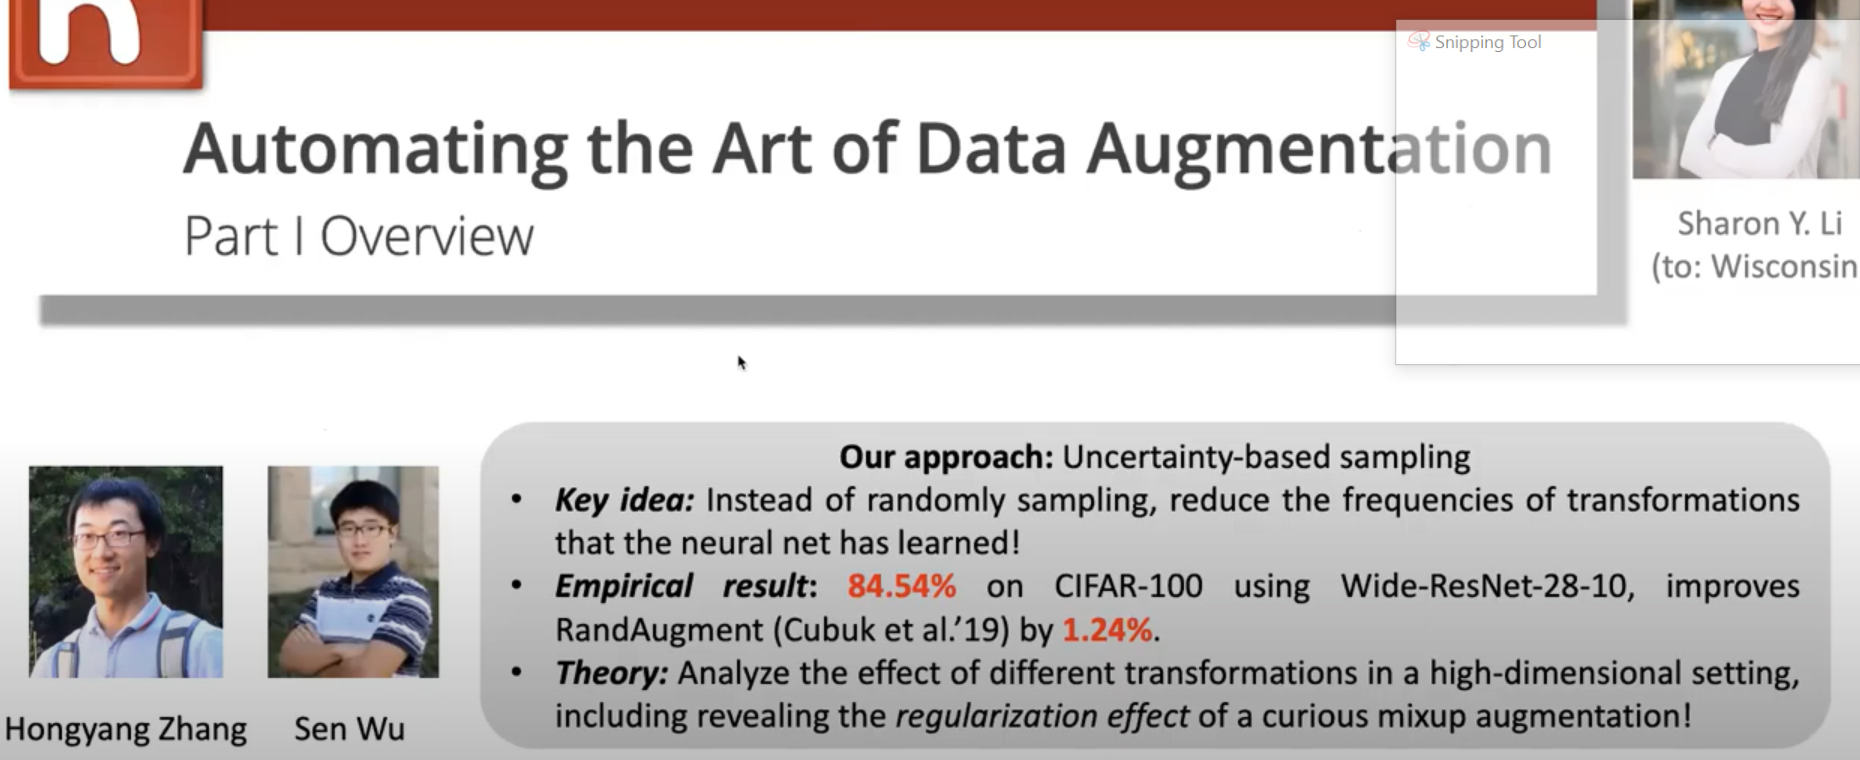 Snipping Tool
Automating the Art of Data Augmentation
Part I Overview
Sharon Y. Li
(to: Wisconsin
Our approach: Uncertainty-based sampling
• Key idea: Instead of randomly sampling, reduce the frequencies of transformations
that the neural net has learned!
• Empirical result: 84.54% on CIFAR-100 using Wide-ResNet-28-10, improves
RandAugment (Cubuk et al.’19) by 1.24%.
• Theory: Analyze the effect of different transformations in a high-dimensional setting,
including revealing the regularization effect of a curious mixup augmentation!
Hongyang Zhang
Sen Wu